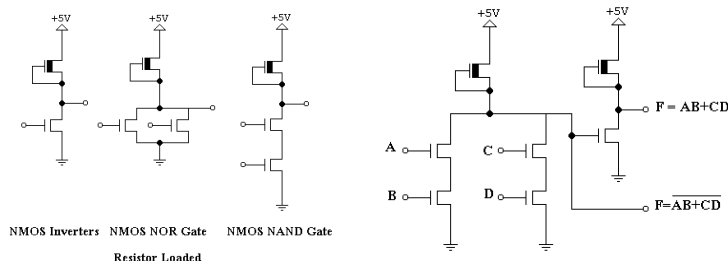 +5V +5V +5V
NMOS Inverters NMOS NOR Gate NMOS NAND Gate
Resistor Loaded
+5V +5V
F = AB+CD
A C
B D
F=\overline{AB+CD}